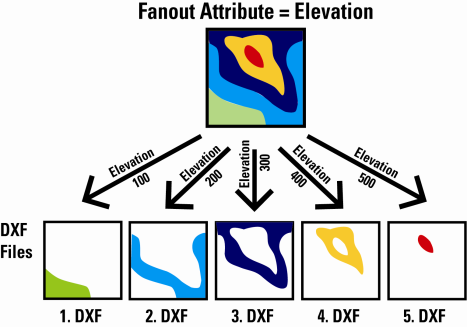 Fanout Attribute = Elevation
Elevation
100
Elevation
200
Elevation
300
Elevation
400
Elevation
500
DXF
Files
1. DXF
2. DXF
3. DXF
4. DXF
5. DXF